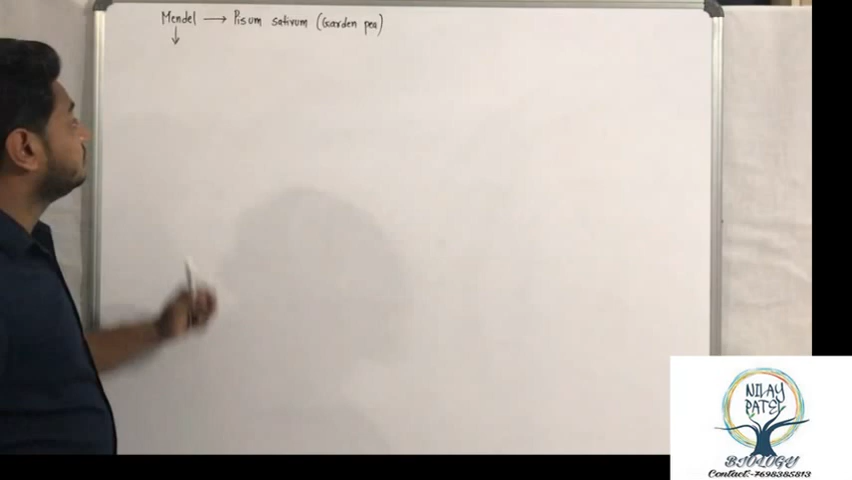 Mendel → Pisum sativum (Garden pea)
↓
NILAY
PATEL
BIOLOGY
Contact:-7698385813